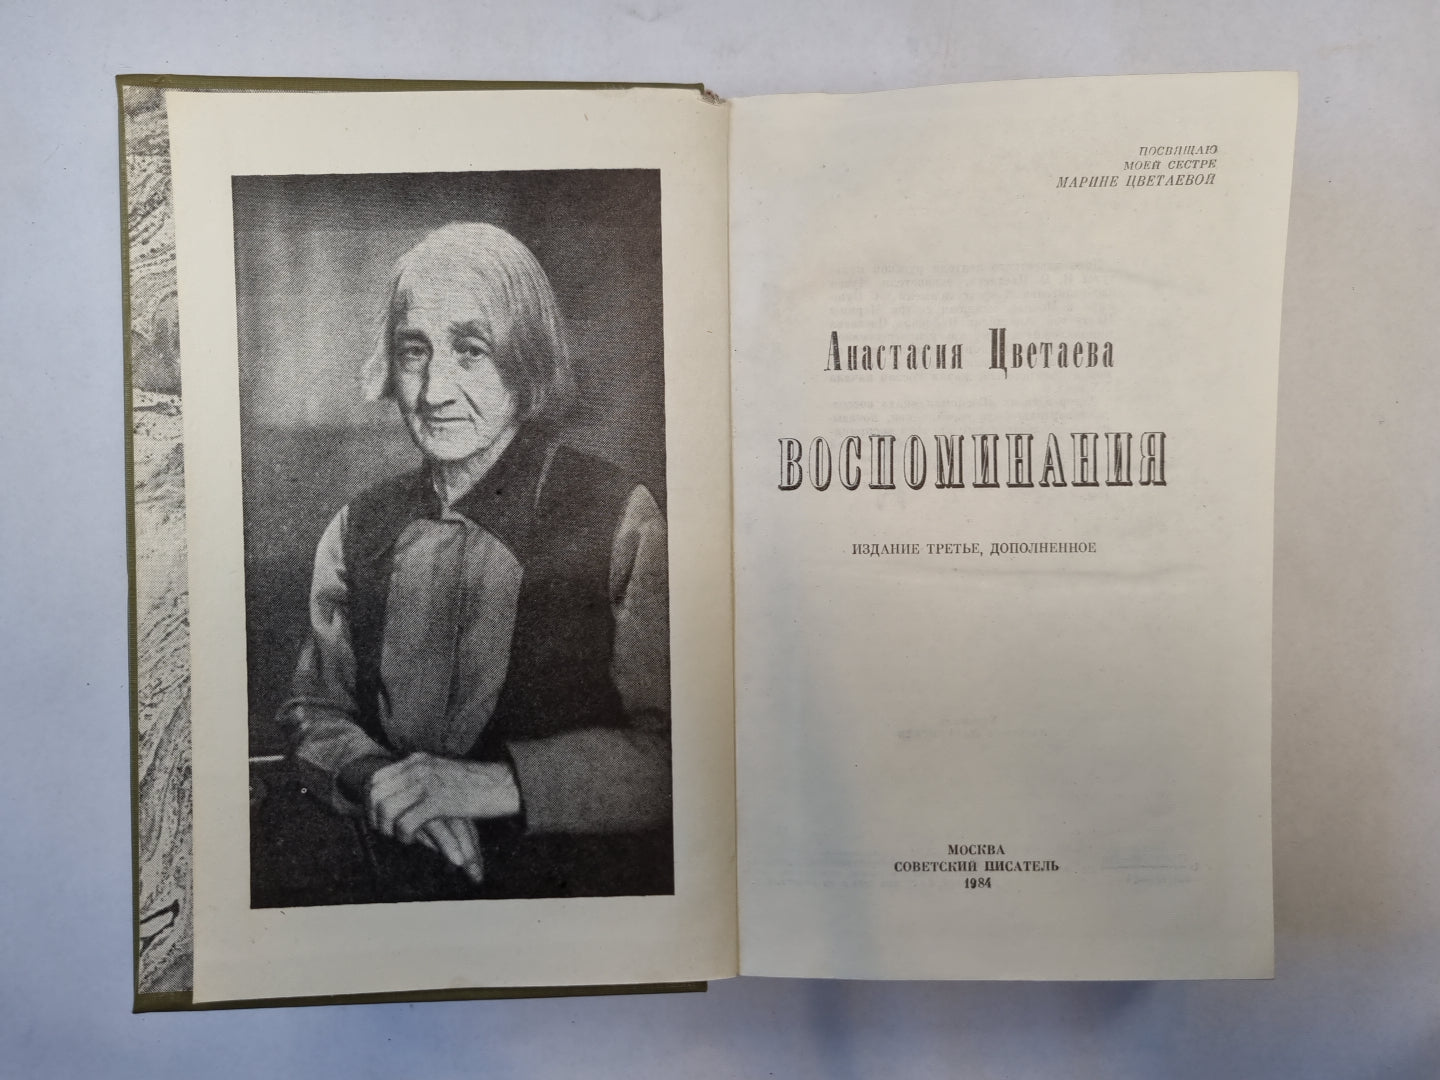 ПОСВЯЩАЮ
МОЕЙ СЕСТРЕ
МАРИНЕ ЦВЕТАЕВОЙ
Анастасия Цветаева
ВОСПОМИНАНИЯ
ИЗДАНИЕ ТРЕТЬЕ, ДОПОЛНЕННОЕ
МОСКВА
СОВЕТСКИЙ ПИСАТЕЛЬ
1984